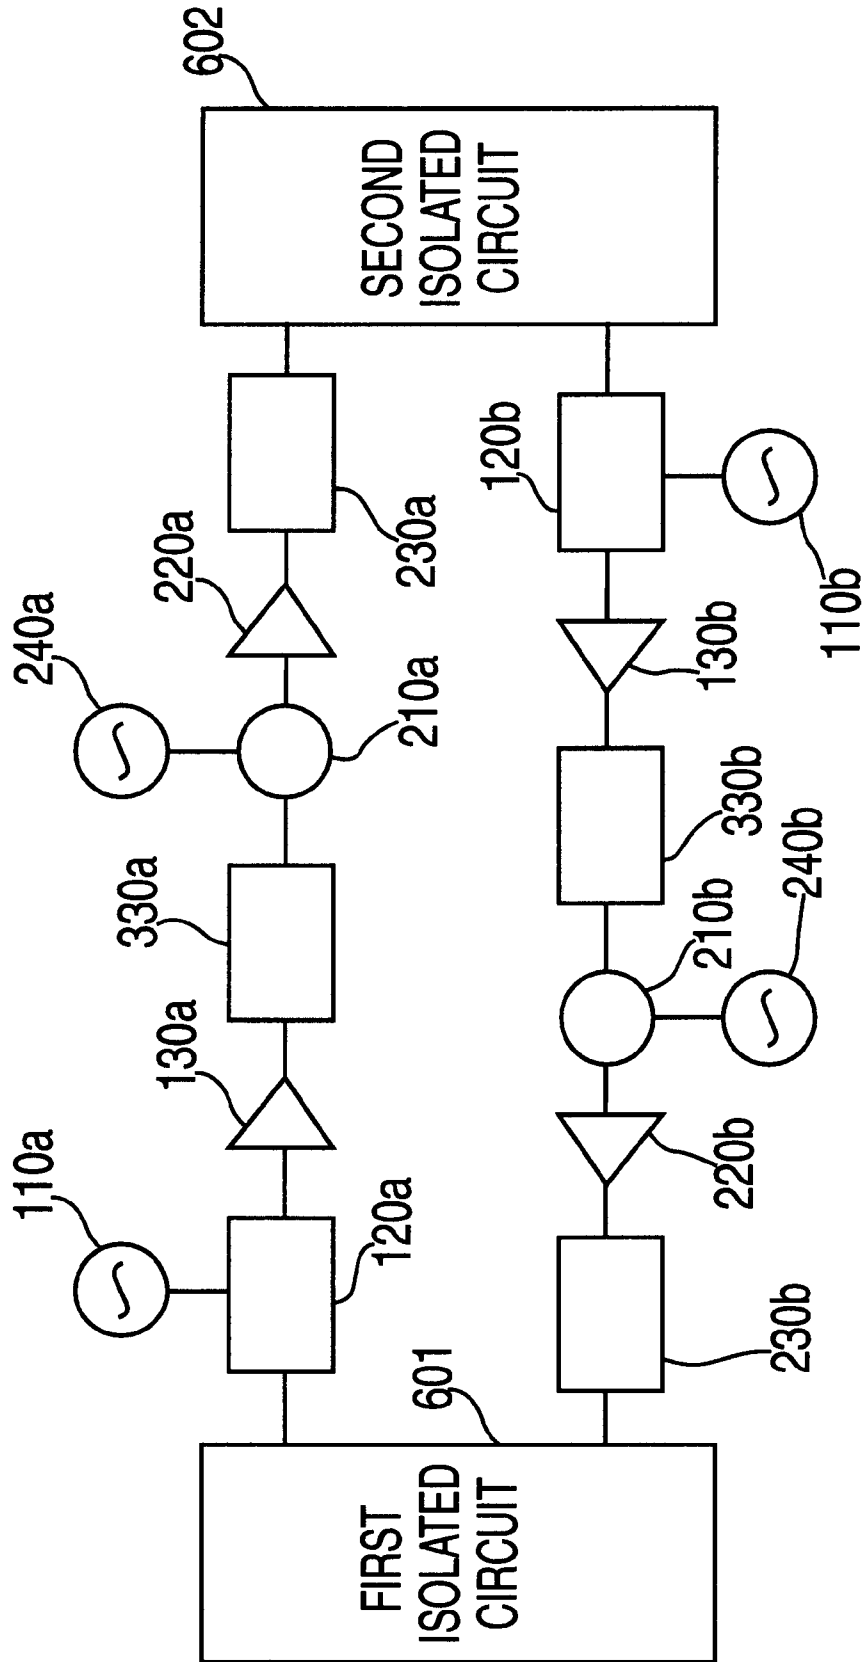 110a
240a
602
130a
330a
220a
120a
210a
230a
FIRST
ISOLATED
CIRCUIT
601
SECOND
ISOLATED
CIRCUIT
120b
230b
220b
210b
240b
330b
130b
110b